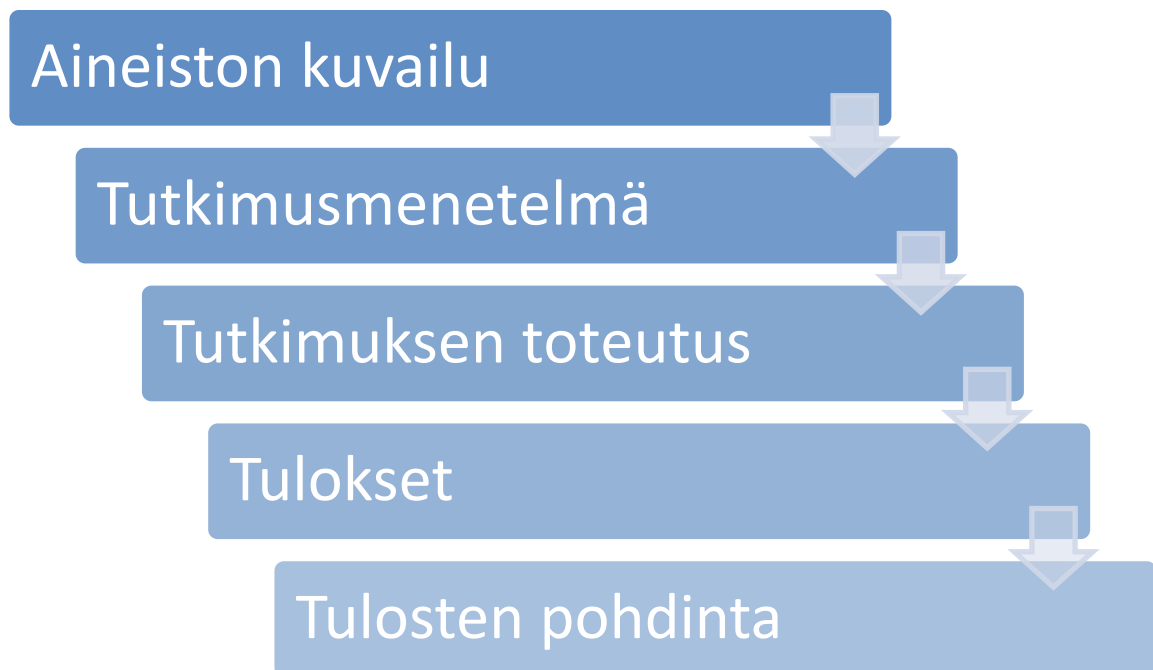 Aineiston kuvailu
Tutkimusmenetelmä
Tutkimuksen toteutus
Tulokset
Tulosten pohdinta